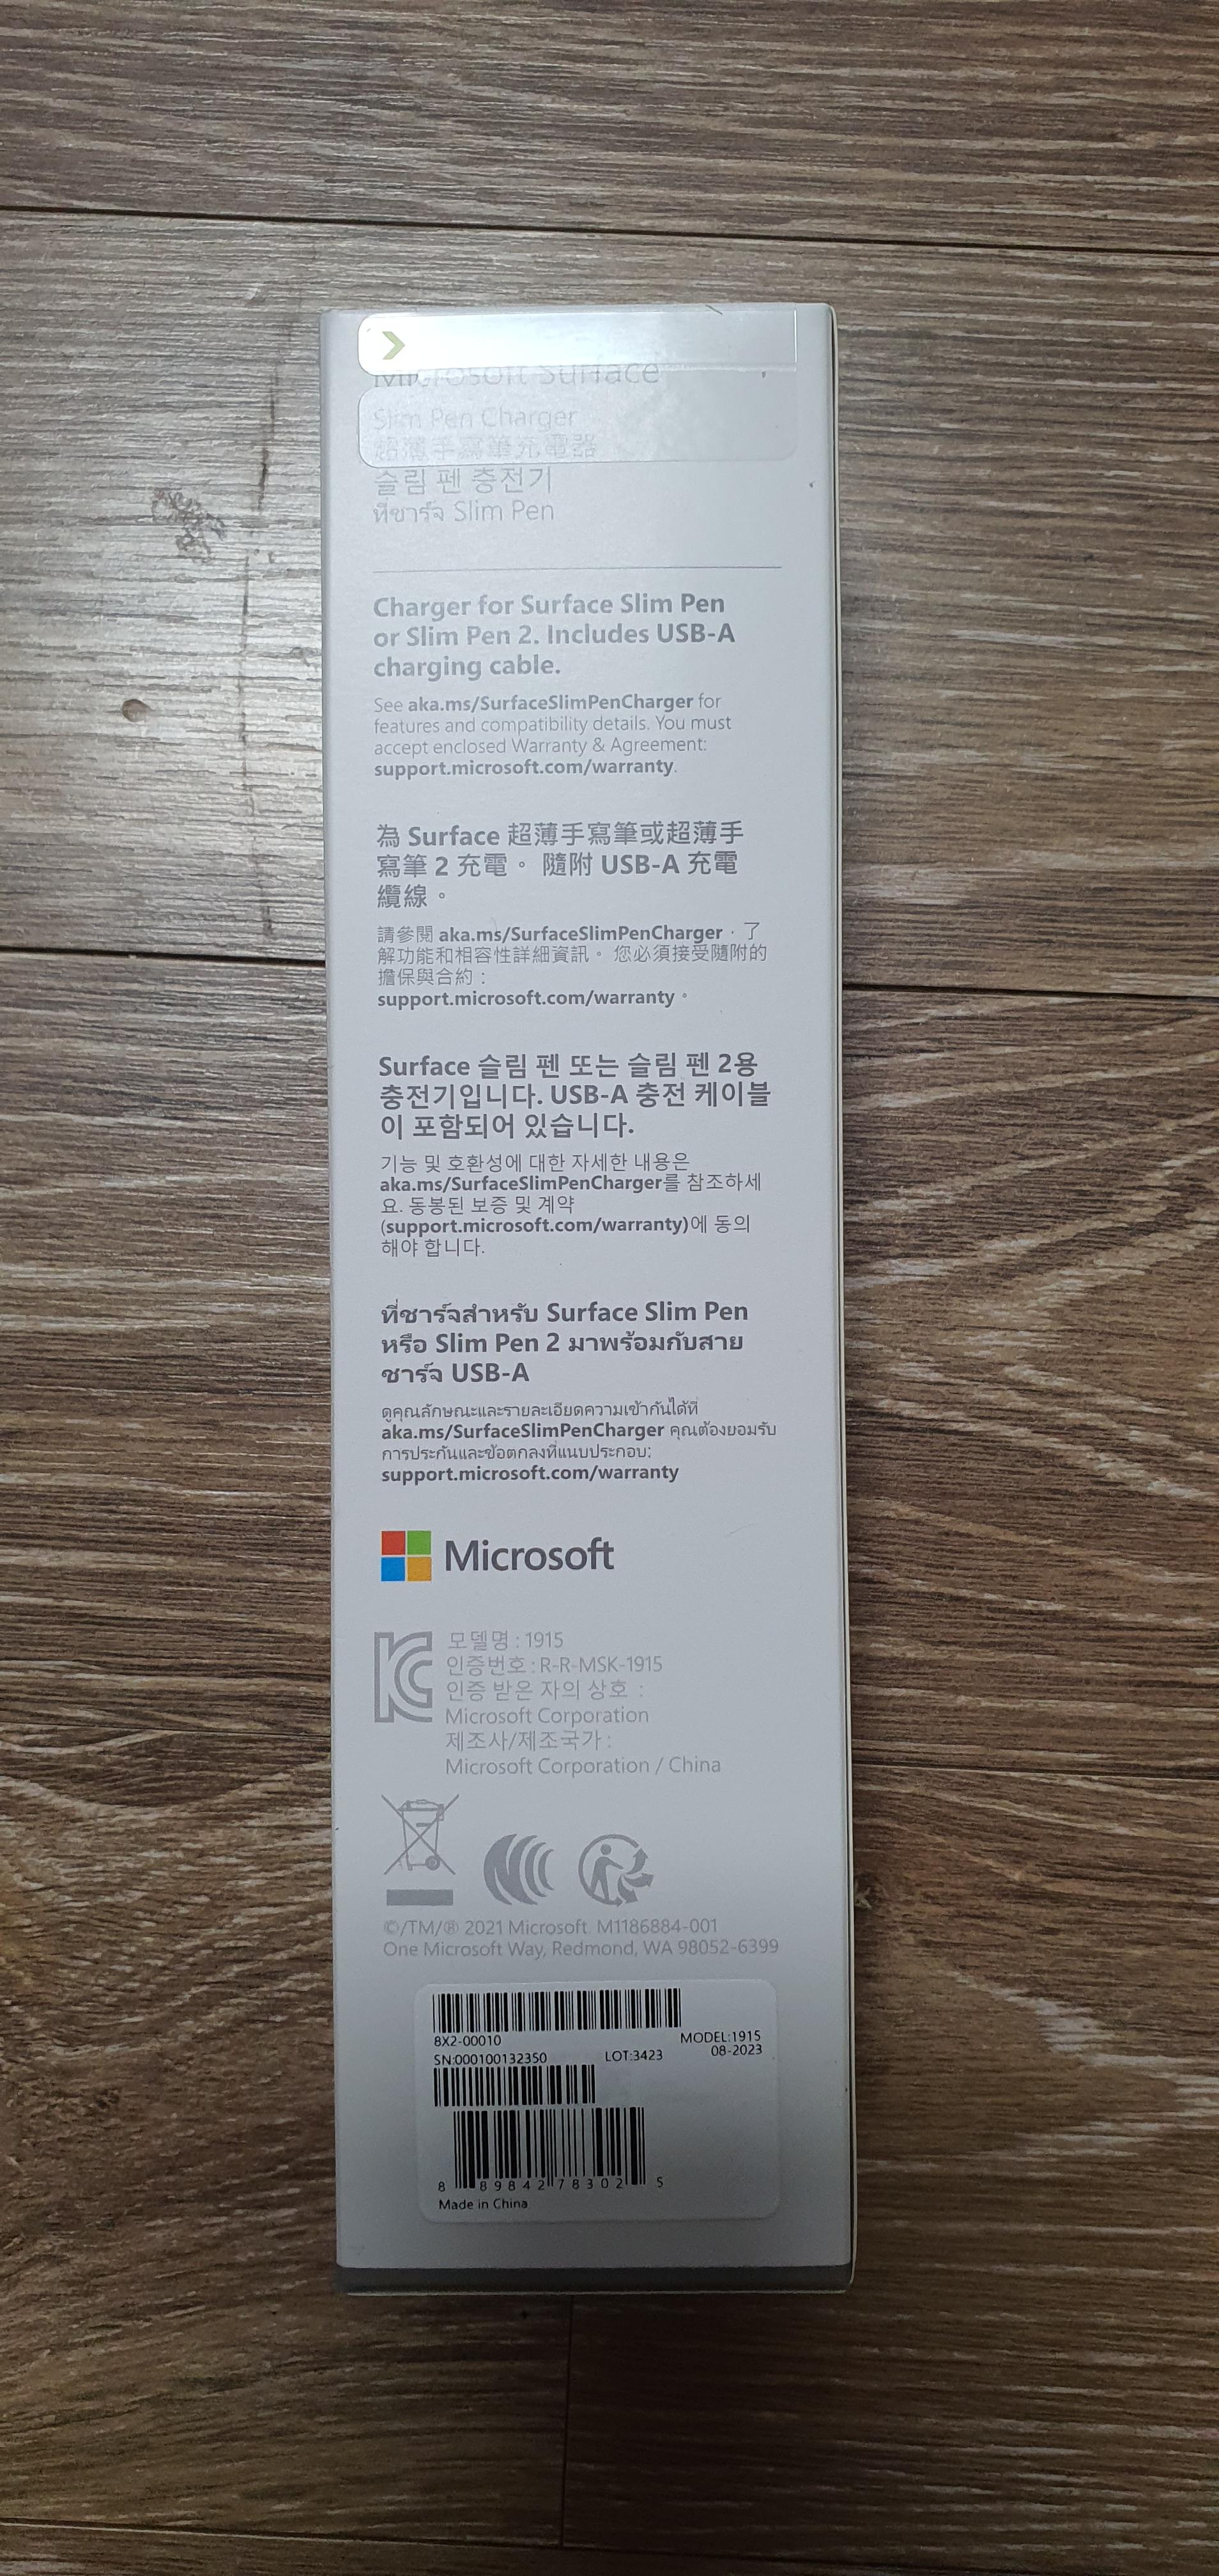 Microsoft Surface
Slim Pen Charger
超薄手寫筆充電器
슬림 펜 충전기
ที่ชาร์จ Slim Pen
Charger for Surface Slim Pen
or Slim Pen 2. Includes USB-A
charging cable.
See aka.ms/SurfaceSlimPenCharger for
features and compatibility details. You must
accept enclosed Warranty & Agreement:
support.microsoft.com/warranty.
為 Surface 超薄手寫筆或超薄手
寫筆 2 充電。 隨附 USB-A 充電
纜線。
請參閱 aka.ms/SurfaceSlimPenCharger，了
解功能和相容性詳細資訊。 您必須接受隨附的
擔保與合約：
support.microsoft.com/warranty。
Surface 슬림 펜 또는 슬림 펜 2용
충전기입니다. USB-A 충전 케이블
이 포함되어 있습니다.
기능 및 호환성에 대한 자세한 내용은
aka.ms/SurfaceSlimPenCharger를 참조하세
요. 동봉된 보증 및 계약
(support.microsoft.com/warranty)에 동의
해야 합니다.
ที่ชาร์จสำหรับ Surface Slim Pen
หรือ Slim Pen 2 มาพร้อมกับสาย
ชาร์จ USB-A
ดูคุณลักษณะและรายละเอียดความเข้ากันได้ที่
aka.ms/SurfaceSlimPenCharger คุณต้องยอมรับ
การประกันและข้อตกลงที่แนบประกอบ:
support.microsoft.com/warranty
Microsoft
모델명 : 1915
인증번호 : R-R-MSK-1915
인증 받은 자의 상호 :
Microsoft Corporation
제조사/제조국가 :
Microsoft Corporation / China
©/TM/® 2021 Microsoft. M1186884-001
One Microsoft Way, Redmond, WA 98052-6399
8X2-00010 MODEL:1915
SN:000100132350 LOT:3423 08-2023
8 89842 78302 5
Made in China